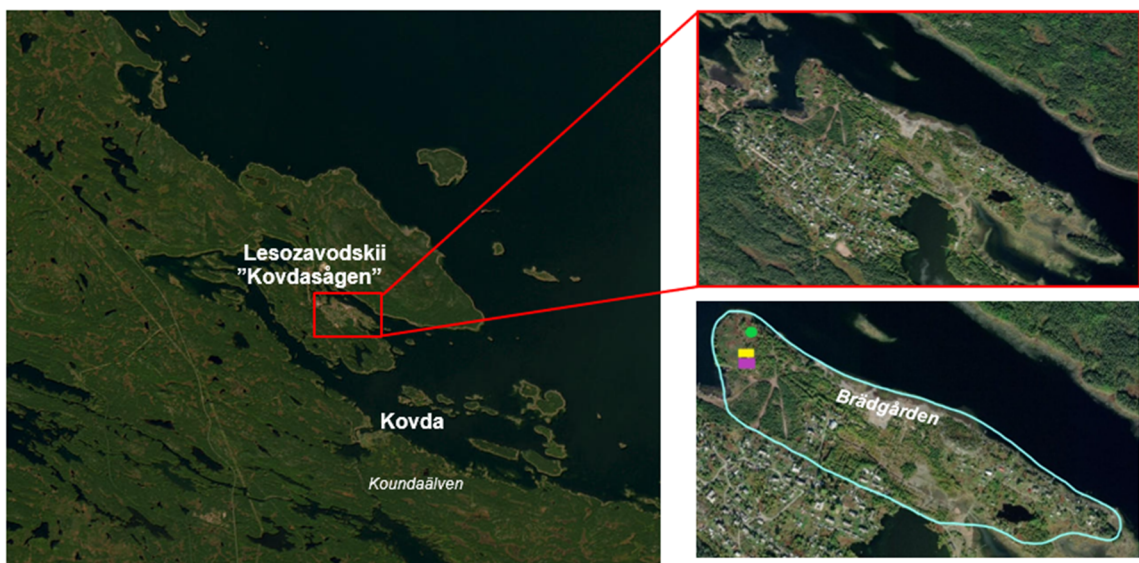 Lesozavodskii
”Kovdasågen”
Kovda
Koundaälven
Brädgården